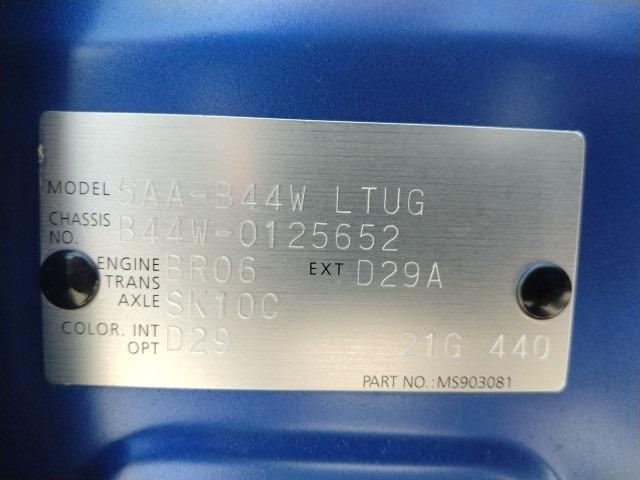 MODEL 5AA-B44W LTUG
CHASSIS NO. B44W-0125652
ENGINE BR06 EXT D29A
TRANS AXLE SK10C
COLOR. INT D29
OPT 21G 440
PART NO.:MS903081